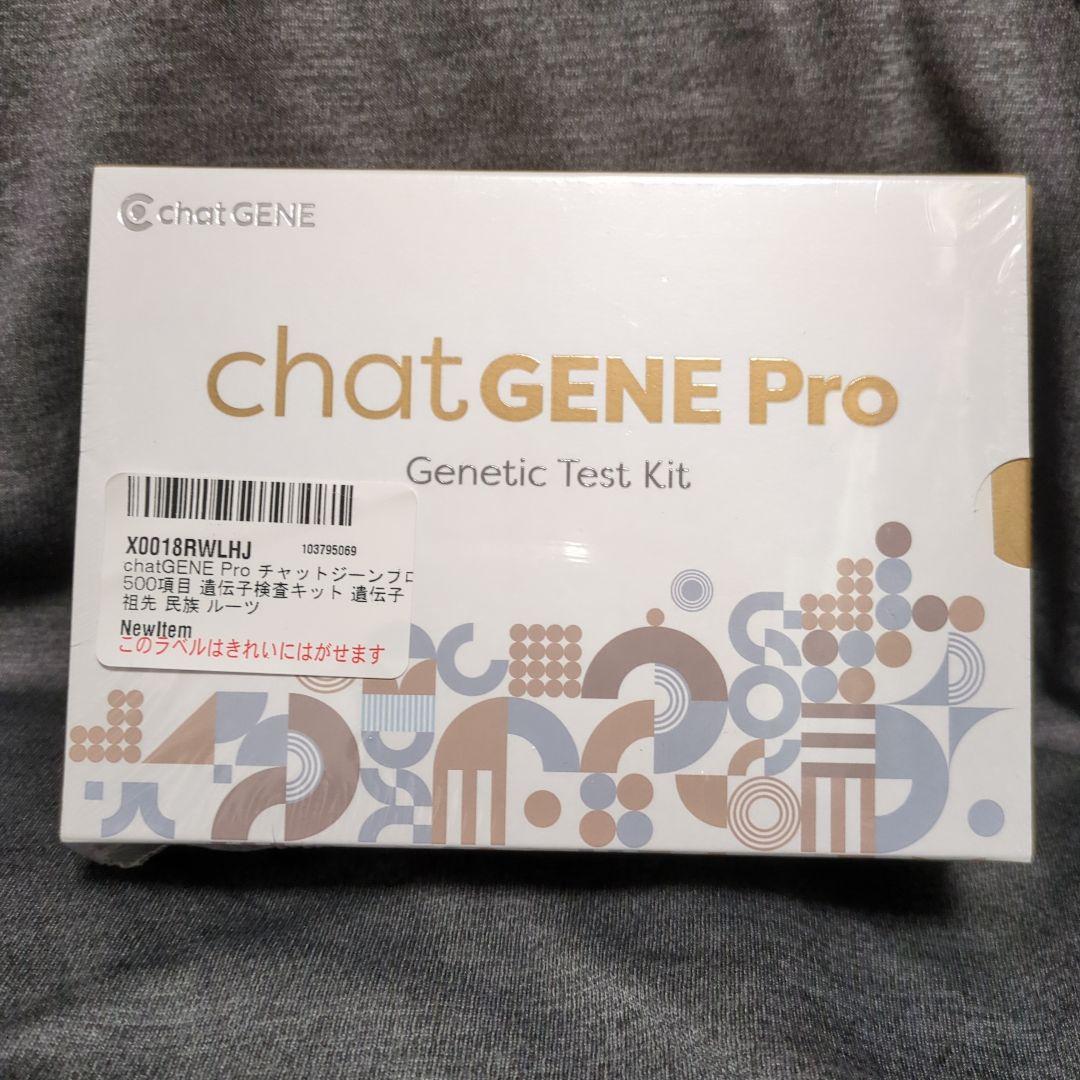 chatGENE
chatGENE Pro
Genetic Test Kit
X0018RWLHJ 103795069
chatGENE Pro チャットジーンプロ
500項目 遺伝子検査キット 遺伝子
祖先 民族 ルーツ
NewItem
このラベルはきれいにはがせます